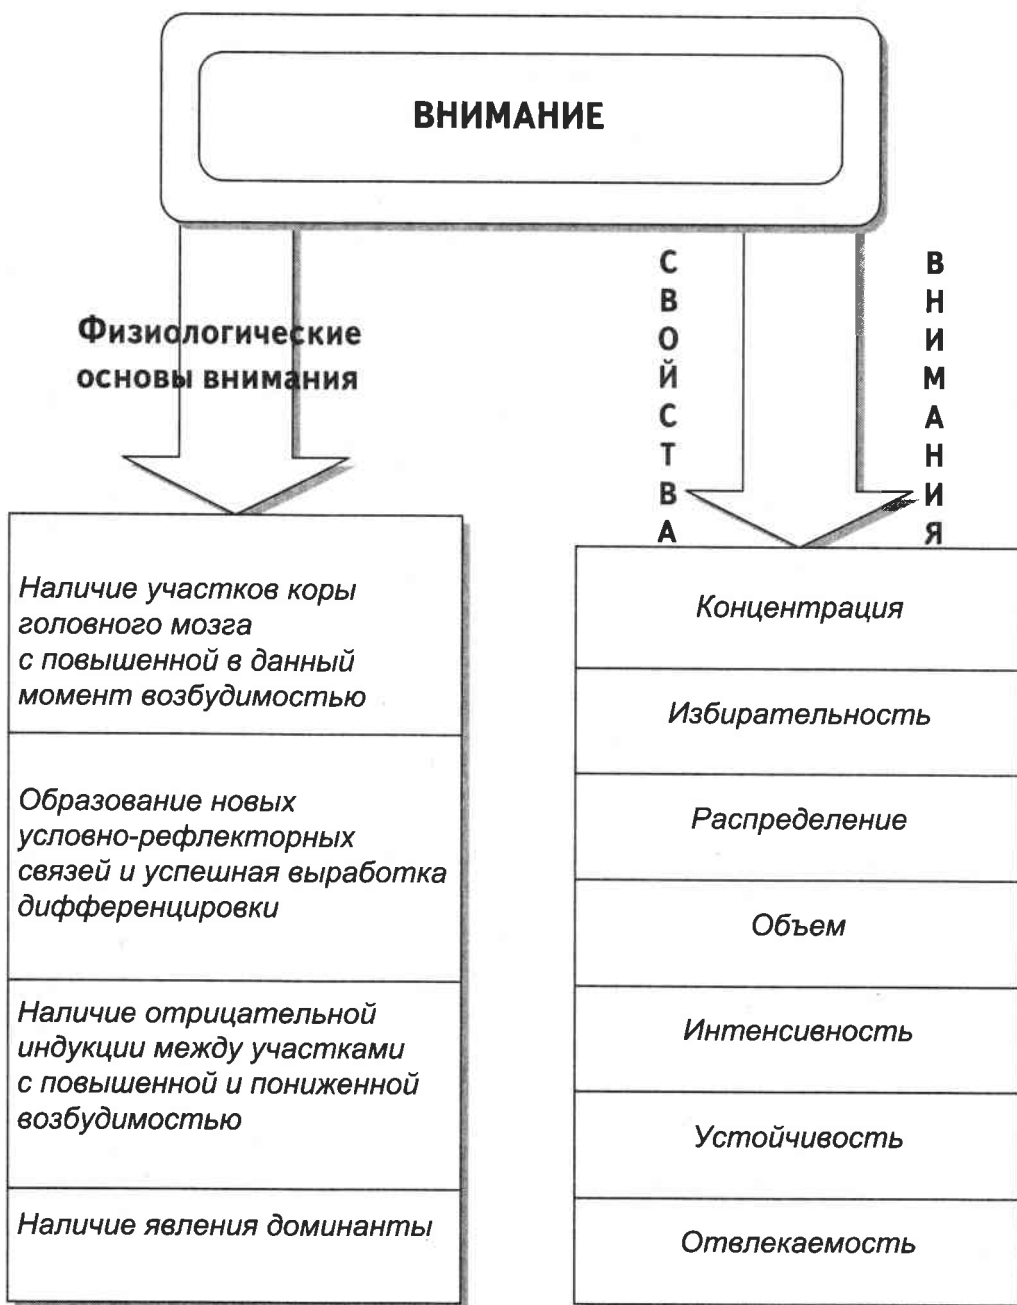 ВНИМАНИЕ
Физиологические
основы внимания
СВОЙСТВА
ВНИМАНИЯ
Наличие участков коры
головного мозга
с повышенной в данный
момент возбудимостью
Образование новых
условно-рефлекторных
связей и успешная выработка
дифференцировки
Наличие отрицательной
индукции между участками
с повышенной и пониженной
возбудимостью
Наличие явления доминанты
Концентрация
Избирательность
Распределение
Объем
Интенсивность
Устойчивость
Отвлекаемость